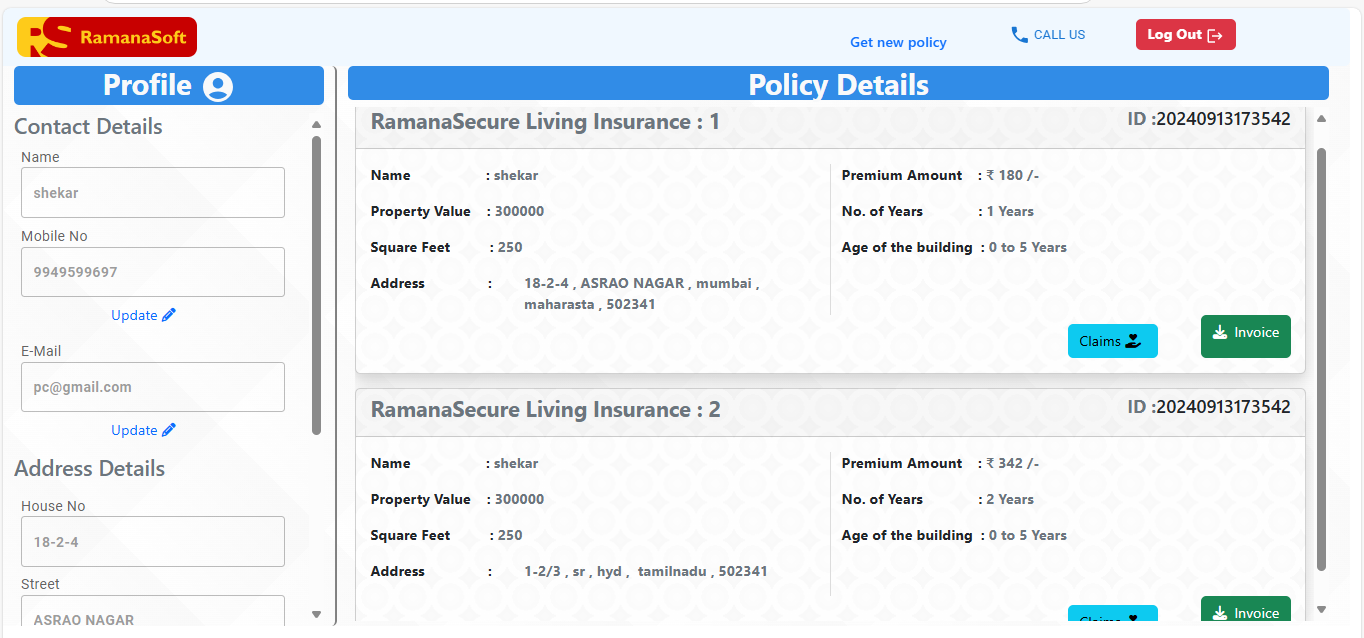 RS RamanaSoft
Get new policy
CALL US
Log Out
Profile
Contact Details
Name
shekar
Mobile No
9949599697
Update
E-Mail
pc@gmail.com
Update
Address Details
House No
18-2-4
Street
ASRAO NAGAR
Policy Details
RamanaSecure Living Insurance : 1
ID :20240913173542
Name : shekar
Property Value : 300000
Square Feet : 250
Address : 18-2-4 , ASRAO NAGAR , mumbai ,
maharasta , 502341
Premium Amount : ₹ 180 /-
No. of Years : 1 Years
Age of the building : 0 to 5 Years
Claims
Invoice
RamanaSecure Living Insurance : 2
ID :20240913173542
Name : shekar
Property Value : 300000
Square Feet : 250
Address : 1-2/3 , sr , hyd , tamilnadu , 502341
Premium Amount : ₹ 342 /-
No. of Years : 2 Years
Age of the building : 0 to 5 Years
Claims
Invoice